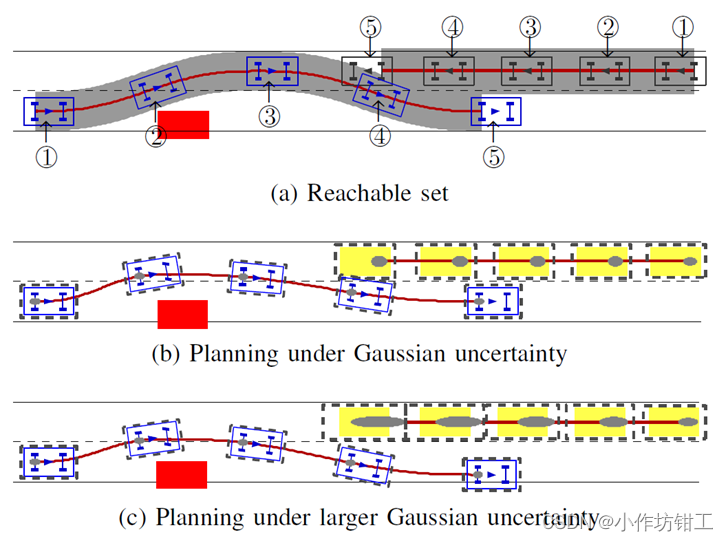 ⑤ ④ ③ ② ①
① ② ③ ④ ⑤
(a) Reachable set
(b) Planning under Gaussian uncertainty
(c) Planning under larger Gaussian uncertainty
CSDN @小作坊钳工